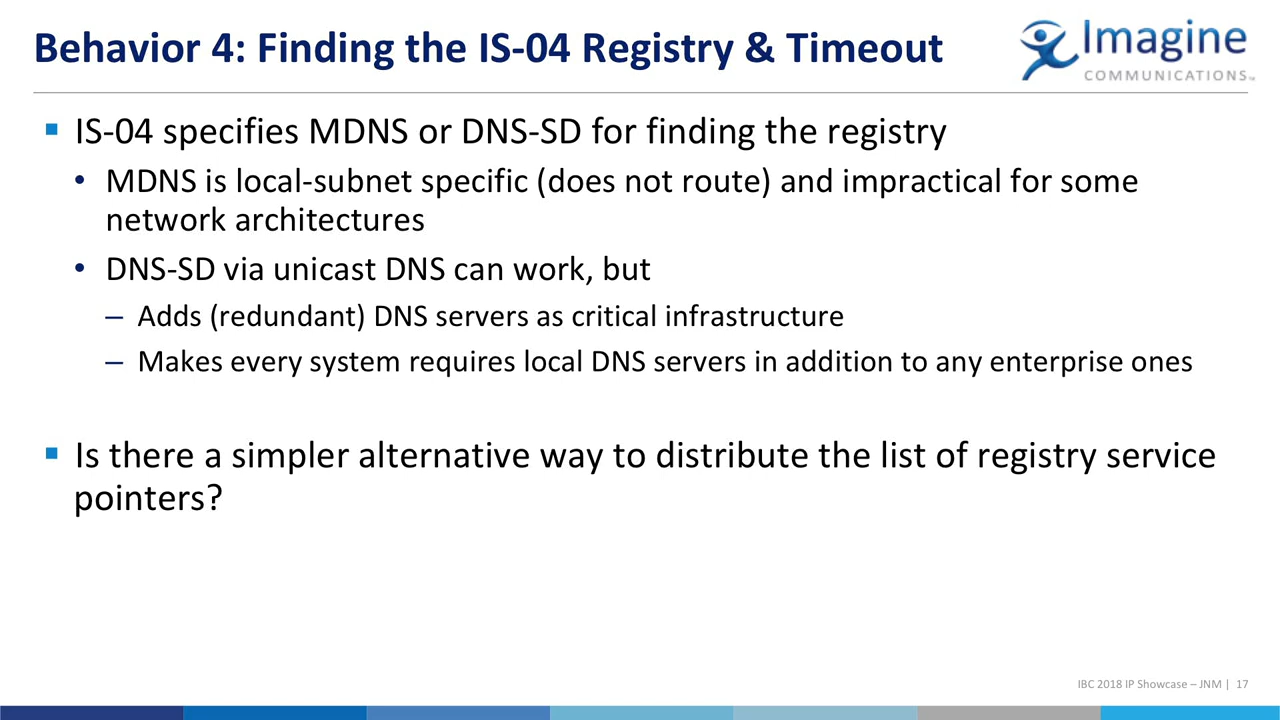 Behavior 4: Finding the IS-04 Registry & Timeout
Imagine
COMMUNICATIONS™
▪ IS-04 specifies MDNS or DNS-SD for finding the registry
• MDNS is local-subnet specific (does not route) and impractical for some
network architectures
• DNS-SD via unicast DNS can work, but
– Adds (redundant) DNS servers as critical infrastructure
– Makes every system requires local DNS servers in addition to any enterprise ones
▪ Is there a simpler alternative way to distribute the list of registry service
pointers?
IBC 2018 IP Showcase – JNM | 17